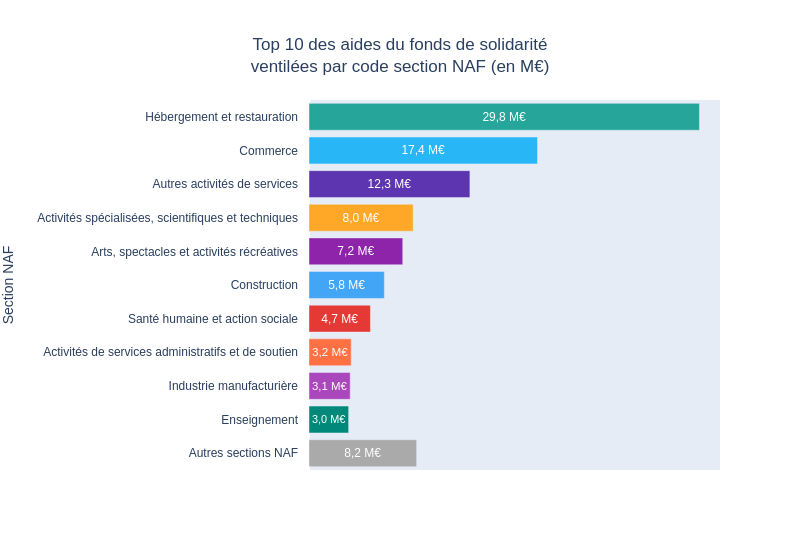 Top 10 des aides du fonds de solidarité
ventilées par code section NAF (en M€)
Hébergement et restauration 29,8 M€
Commerce 17,4 M€
Autres activités de services 12,3 M€
Activités spécialisées, scientifiques et techniques 8,0 M€
Arts, spectacles et activités récréatives 7,2 M€
Construction 5,8 M€
Santé humaine et action sociale 4,7 M€
Activités de services administratifs et de soutien 3,2 M€
Industrie manufacturière 3,1 M€
Enseignement 3,0 M€
Autres sections NAF 8,2 M€
Section NAF